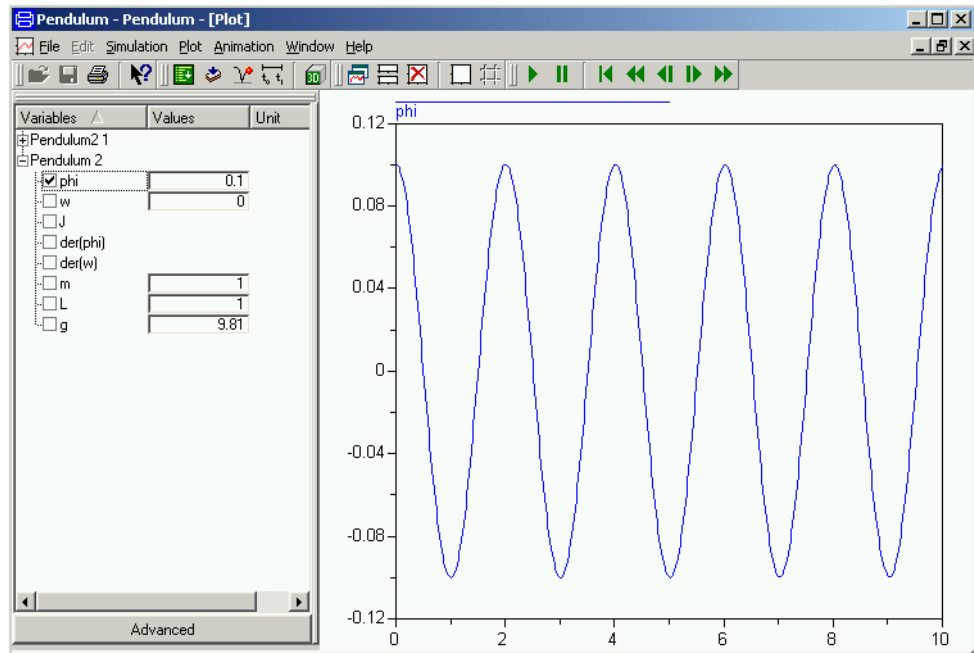 Pendulum - Pendulum - [Plot]
File Edit Simulation Plot Animation Window Help
3D
Variables Values Unit
Pendulum2 1
Pendulum 2
phi 0.1
w 0
J
der(phi)
der(w)
m 1
L 1
g 9.81
Advanced
phi
0.12
0.08
0.04
0
-0.04
-0.08
-0.12
0 2 4 6 8 10